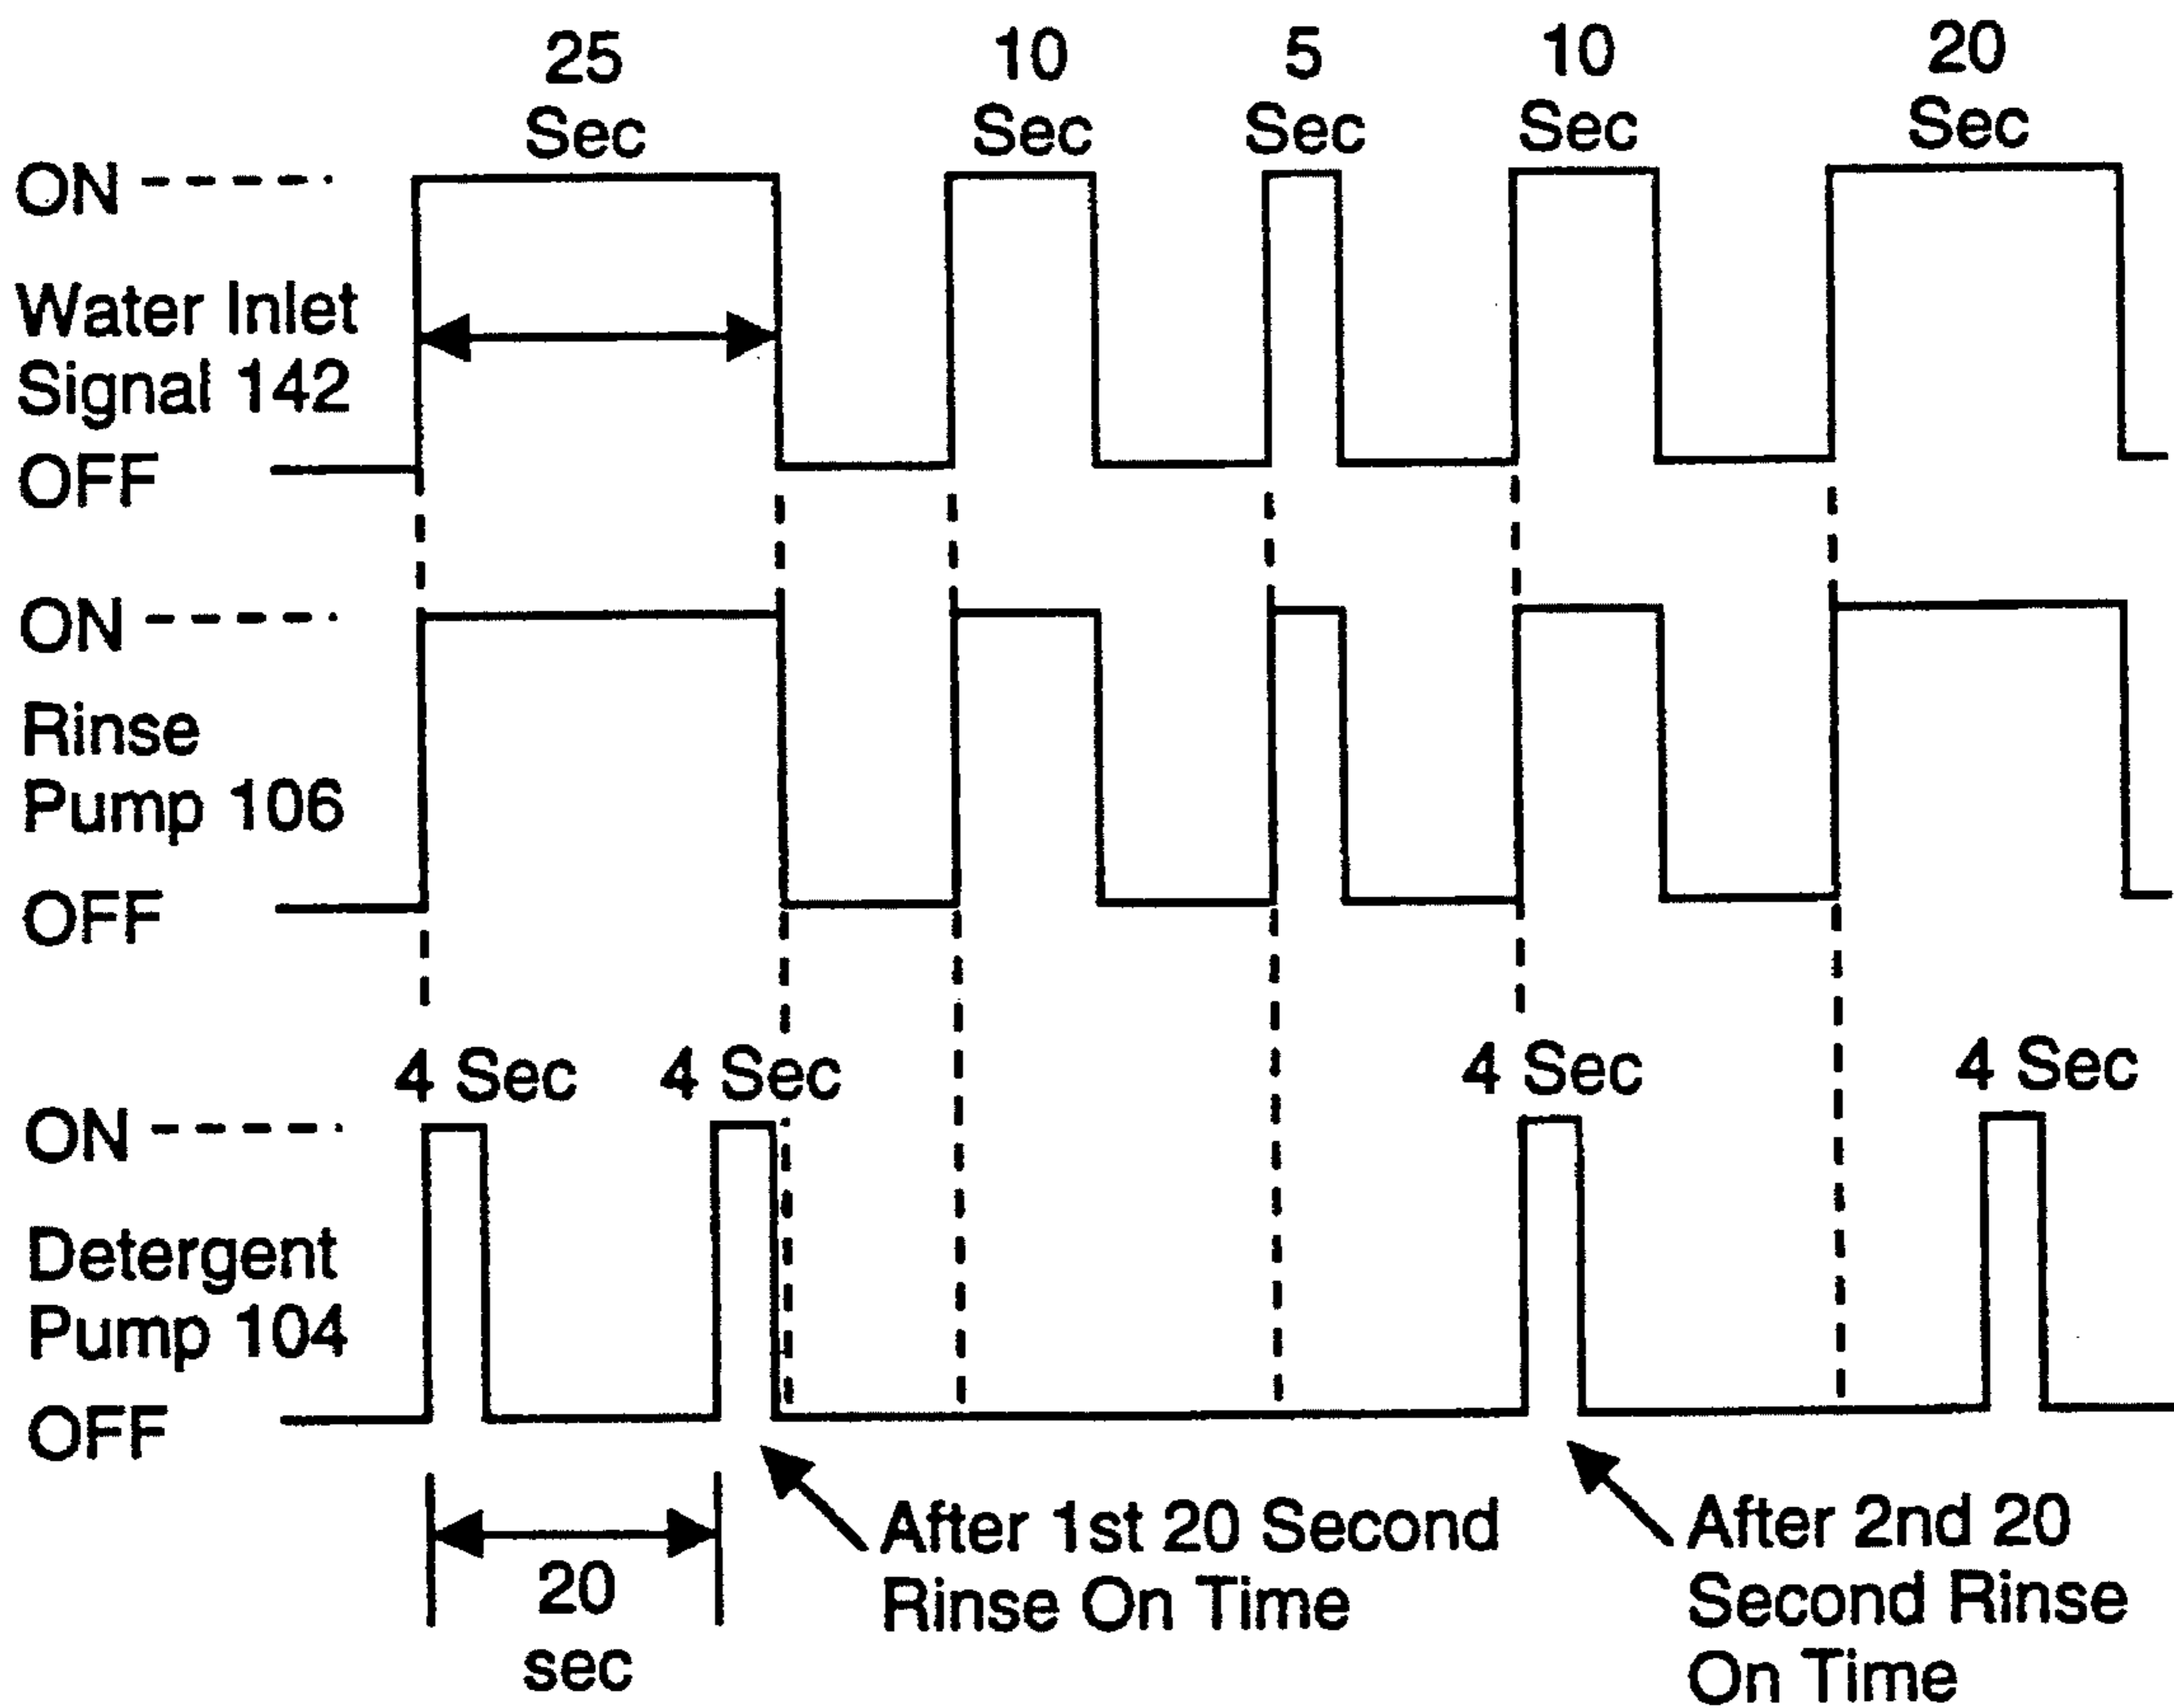 25 Sec
10 Sec
5 Sec
10 Sec
20 Sec
ON
Water Inlet
Signal 142
OFF
ON
Rinse
Pump 106
OFF
4 Sec
4 Sec
4 Sec
4 Sec
ON
Detergent
Pump 104
OFF
20
sec
After 1st 20 Second
Rinse On Time
After 2nd 20
Second Rinse
On Time